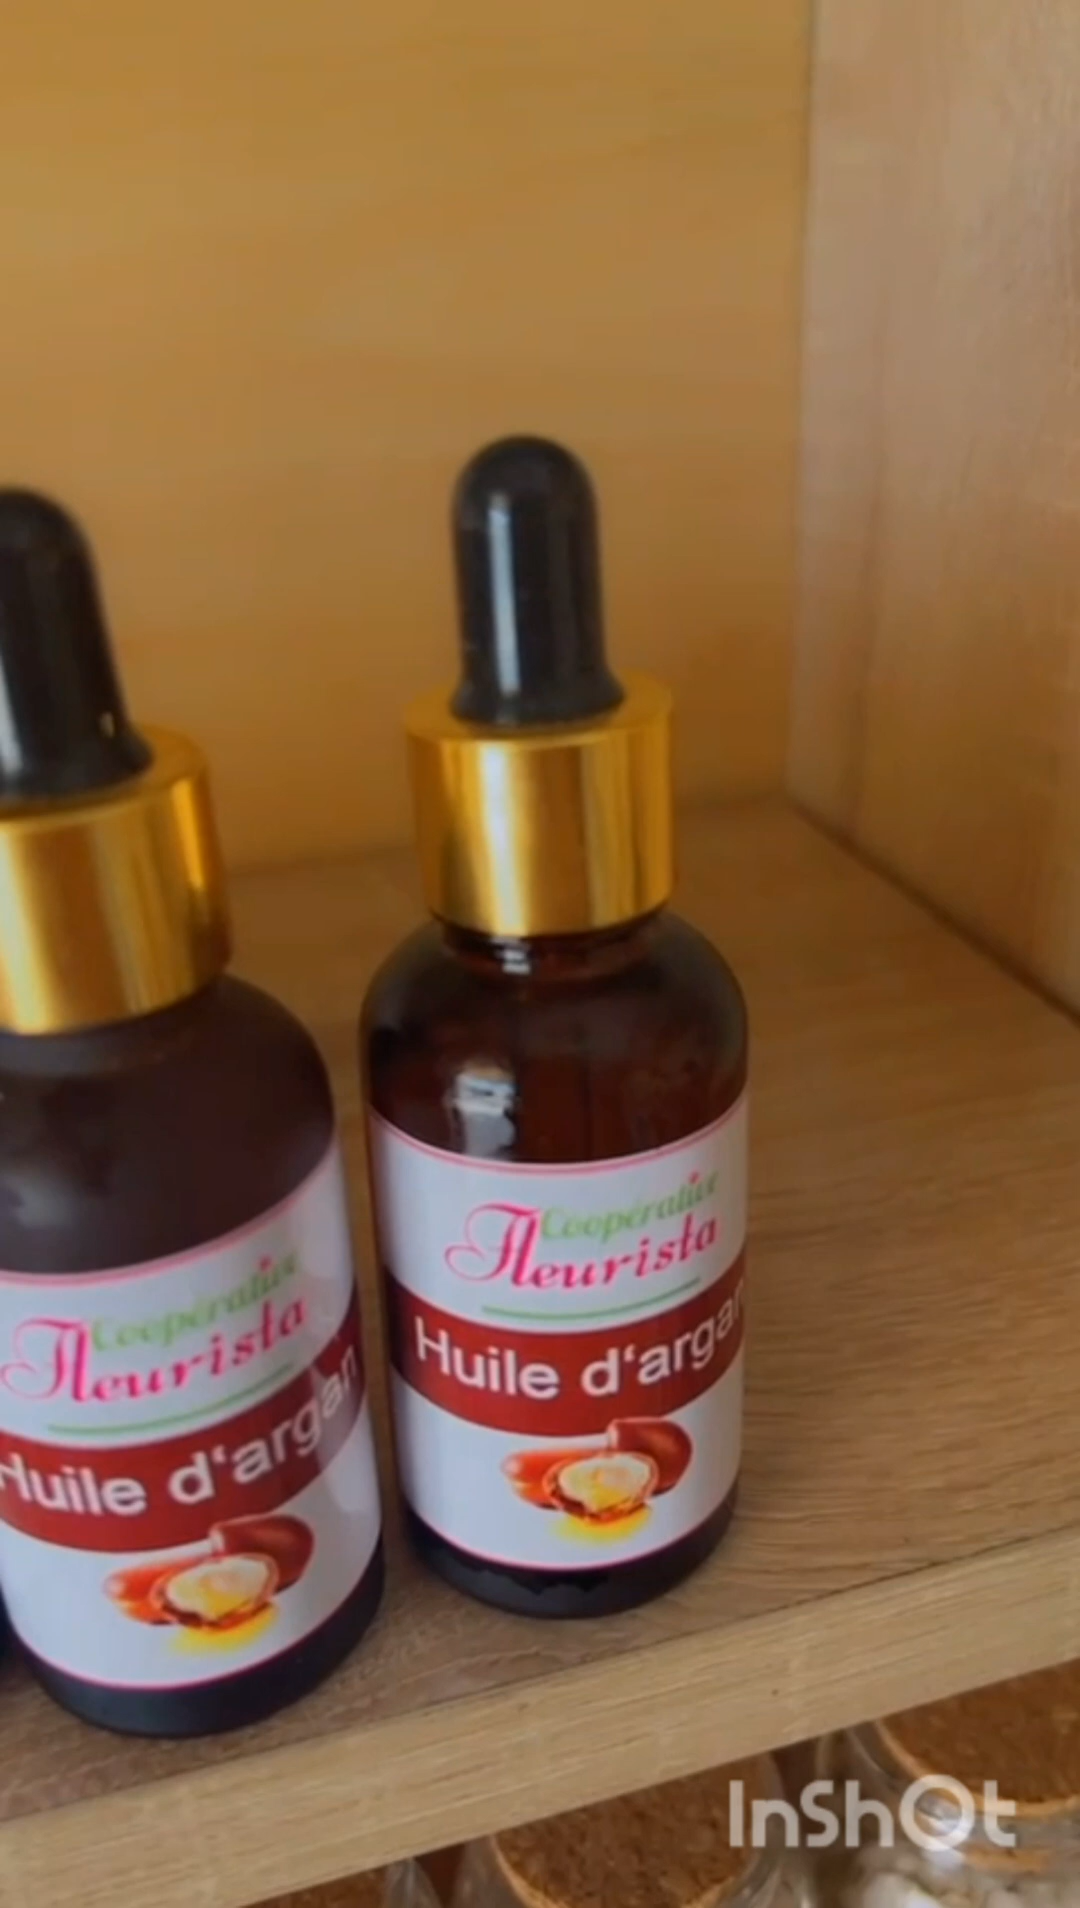 Coopérative
Fleurista
Huile d'argan
Coopérative
Fleurista
Huile d'argan
InShOt